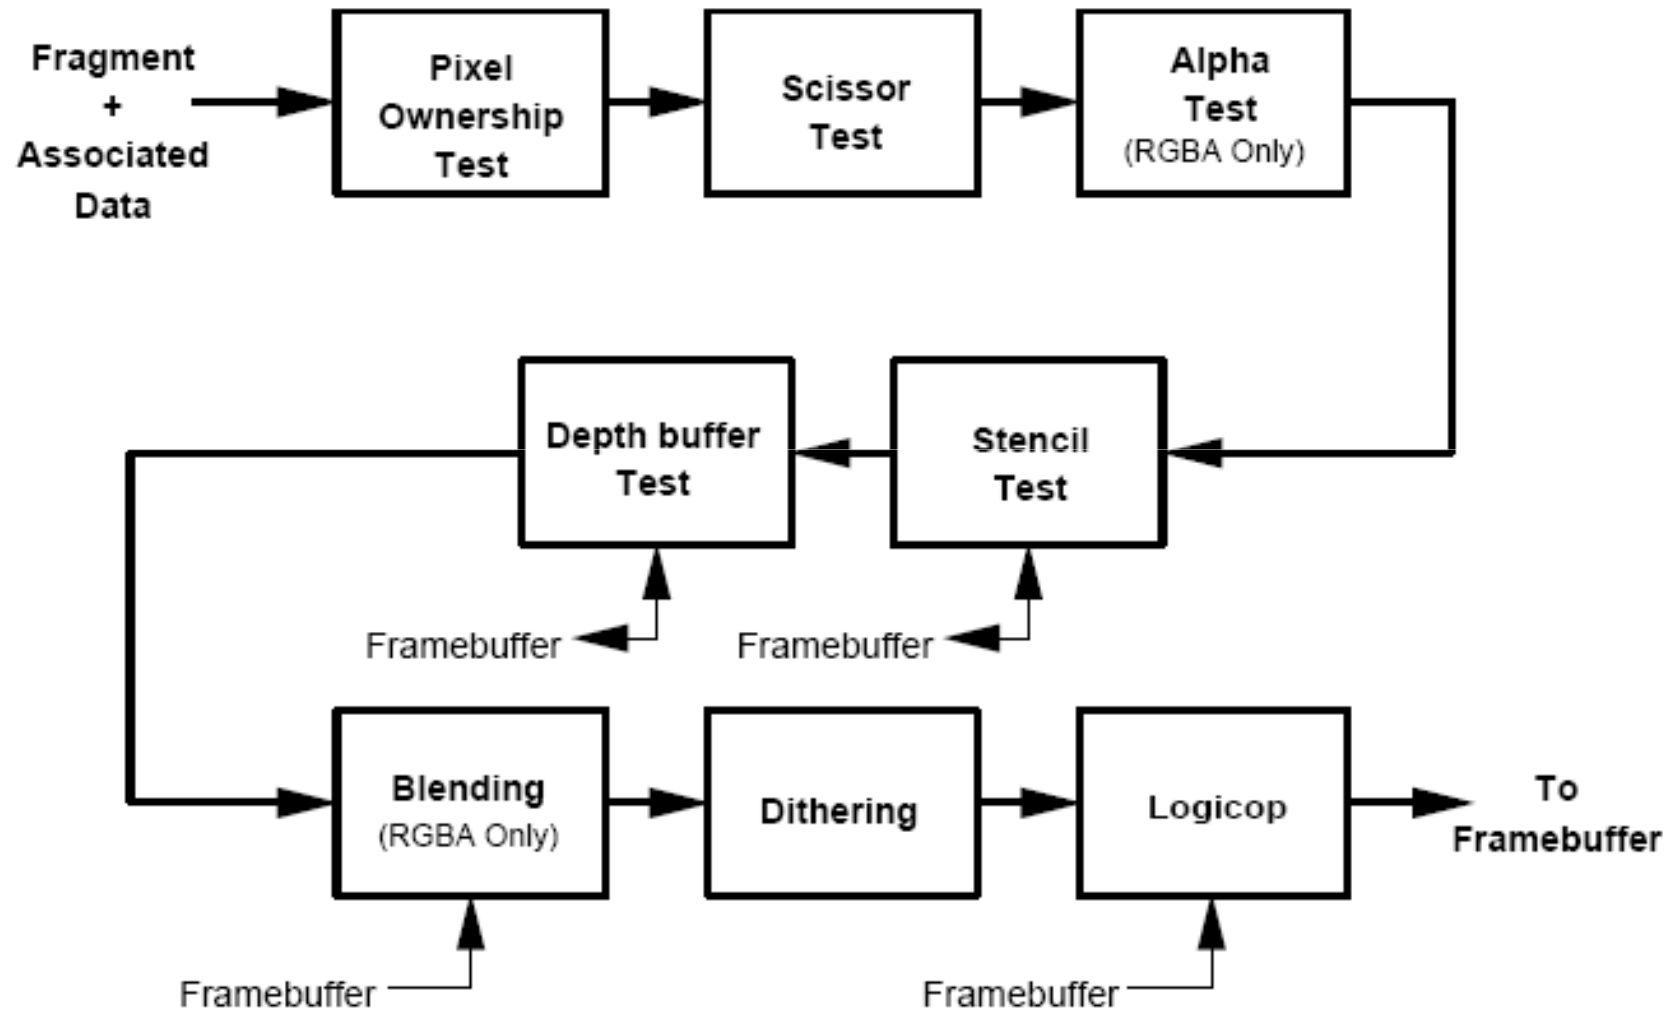 Fragment
+
Associated
Data
Pixel
Ownership
Test
Scissor
Test
Alpha
Test
(RGBA Only)
Depth buffer
Test
Stencil
Test
Framebuffer
Framebuffer
Blending
(RGBA Only)
Dithering
Logicop
To
Framebuffer
Framebuffer
Framebuffer